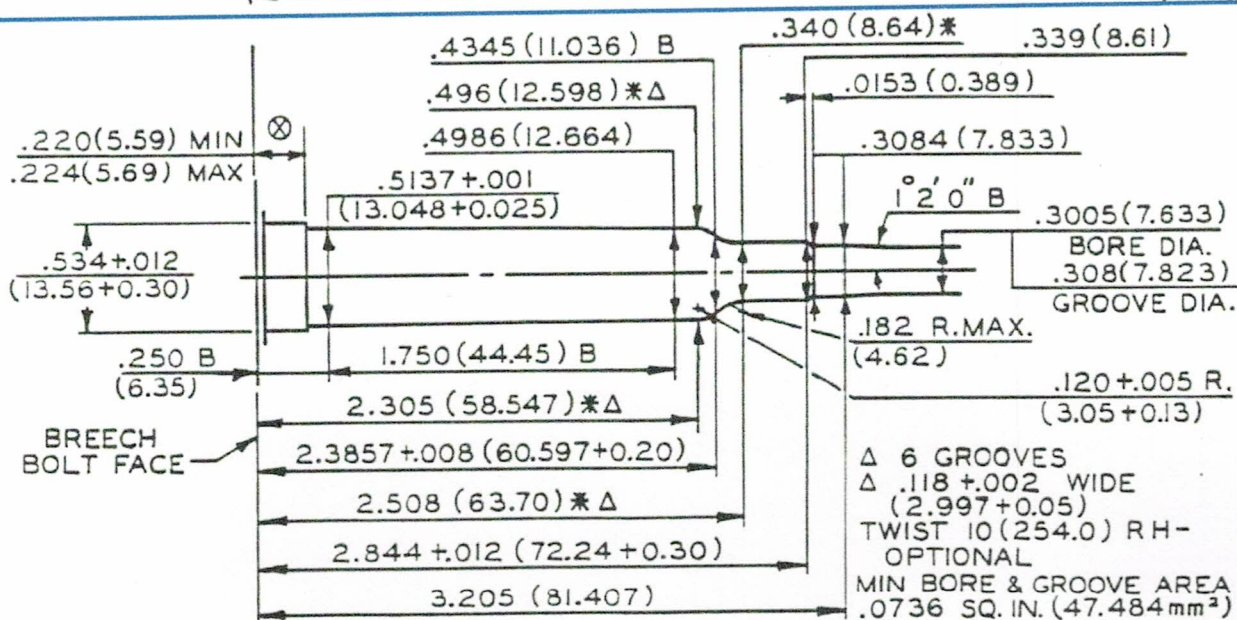 .340 (8.64)*
.4345 (11.036) B
.339 (8.61)
.496 (12.598) * Δ
.0153 (0.389)
.220 (5.59) MIN
⊗
.4986 (12.664)
.3084 (7.833)
.224 (5.69) MAX
.5137 +.001
(13.048 +0.025)
1° 2' 0" B
.3005 (7.633)
BORE DIA.
.534 +.012
(13.56 +0.30)
.308 (7.823)
GROOVE DIA.
.182 R. MAX.
(4.62)
.250 B
(6.35)
1.750 (44.45) B
.120 +.005 R.
(3.05 +0.13)
2.305 (58.547) * Δ
BREECH
BOLT FACE
2.3857 +.008 (60.597 +0.20)
2.508 (63.70) * Δ
2.844 +.012 (72.24 +0.30)
3.205 (81.407)
Δ 6 GROOVES
Δ .118 +.002 WIDE
(2.997 +0.05)
TWIST 10 (254.0) RH-
OPTIONAL
MIN BORE & GROOVE AREA
.0736 SQ. IN. (47.484mm²)